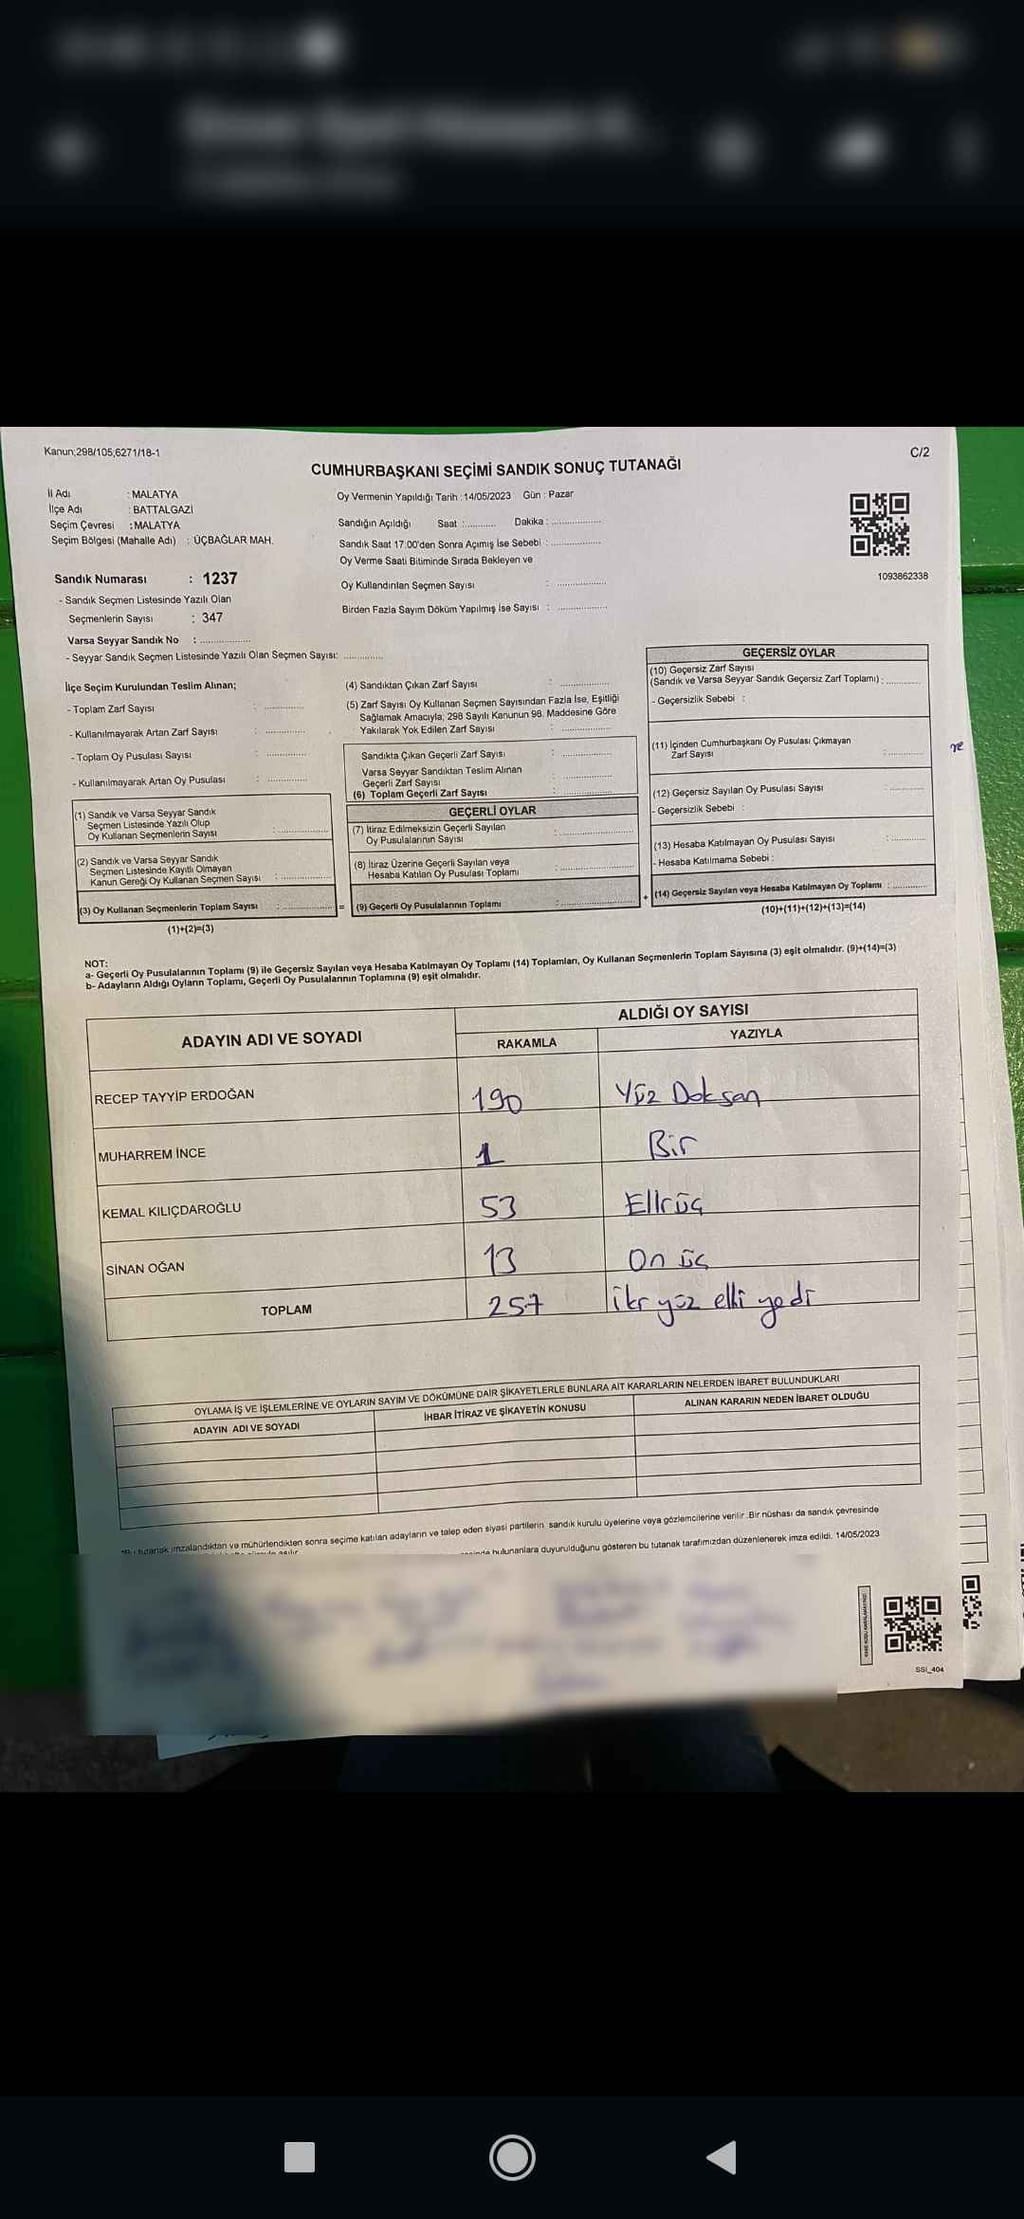 Kanun;298/105,6271/18-1
C/2
CUMHURBAŞKANI SEÇİMİ SANDIK SONUÇ TUTANAĞI
İl Adı : MALATYA
İlçe Adı : BATTALGAZİ
Seçim Çevresi : MALATYA
Seçim Bölgesi (Mahalle Adı) : ÜÇBAĞLAR MAH.
Oy Vermenin Yapıldığı Tarih : 14/05/2023 Gün : Pazar
Sandığın Açıldığı Saat :........... Dakika : ..................
Sandık Saat 17:00'den Sonra Açımış İse Sebebi : ..................
Oy Verme Saati Bitiminde Sırada Bekleyen ve
Oy Kullandırılan Seçmen Sayısı : ..................
Birden Fazla Sayım Döküm Yapılmış İse Sayısı : ..................
1093862338
Sandık Numarası : 1237
- Sandık Seçmen Listesinde Yazılı Olan
Seçmenlerin Sayısı : 347
Varsa Seyyar Sandık No : ..................
- Seyyar Sandık Seçmen Listesinde Yazılı Olan Seçmen Sayısı: ..............
İlçe Seçim Kurulundan Teslim Alınan;
- Toplam Zarf Sayısı : ..............
- Kullanılmayarak Artan Zarf Sayısı : ..............
- Toplam Oy Pusulası Sayısı : ..............
- Kullanılmayarak Artan Oy Pusulası : ..............
(1) Sandık ve Varsa Seyyar Sandık
Seçmen Listesinde Yazılı Olup
Oy Kullanan Seçmenlerin Sayısı : ..................
(2) Sandık ve Varsa Seyyar Sandık
Seçmen Listesinde Kayıtlı Olmayan
Kanun Gereği Oy Kullanan Seçmen Sayısı : ..................
(3) Oy Kullanan Seçmenlerin Toplam Sayısı : .................. =
(1)+(2)=(3)
(4) Sandıktan Çıkan Zarf Sayısı : ..................
(5) Zarf Sayısı Oy Kullanan Seçmen Sayısından Fazla İse, Eşitliği
Sağlamak Amacıyla; 298 Sayılı Kanunun 98. Maddesine Göre
Yakılarak Yok Edilen Zarf Sayısı : ..................
Sandıkta Çıkan Geçerli Zarf Sayısı : ..................
Varsa Seyyar Sandıktan Teslim Alınan
Geçerli Zarf Sayısı : ..................
(6) Toplam Geçerli Zarf Sayısı : ..................
GEÇERLİ OYLAR
(7) İtiraz Edilmeksizin Geçerli Sayılan
Oy Pusulalarının Sayısı : ..................
(8) İtiraz Üzerine Geçerli Sayılan veya
Hesaba Katılan Oy Pusulası Toplamı : ..................
(9) Geçerli Oy Pusulalarının Toplamı : .................. +
GEÇERSİZ OYLAR
(10) Geçersiz Zarf Sayısı
(Sandık ve Varsa Seyyar Sandık Geçersiz Zarf Toplamı) : ............
- Geçersizlik Sebebi :
(11) İçinden Cumhurbaşkanı Oy Pusulası Çıkmayan
Zarf Sayısı : ............
(12) Geçersiz Sayılan Oy Pusulası Sayısı : ............
- Geçersizlik Sebebi :
(13) Hesaba Katılmayan Oy Pusulası Sayısı : ............
- Hesaba Katılmama Sebebi :
(14) Geçersiz Sayılan veya Hesaba Katılmayan Oy Toplamı : ............
(10)+(11)+(12)+(13)=(14)
NOT:
a- Geçerli Oy Pusulalarının Toplamı (9) ile Geçersiz Sayılan veya Hesaba Katılmayan Oy Toplamı (14) Toplamları, Oy Kullanan Seçmenlerin Toplam Sayısına (3) eşit olmalıdır. (9)+(14)=(3)
b- Adayların Aldığı Oyların Toplamı, Geçerli Oy Pusulalarının Toplamına (9) eşit olmalıdır.
ADAYIN ADI VE SOYADI
ALDIĞI OY SAYISI
RAKAMLA YAZIYLA
RECEP TAYYİP ERDOĞAN 190 Yüz Doksan
MUHARREM İNCE 1 Bir
KEMAL KILIÇDAROĞLU 53 Elliüç
SİNAN OĞAN 13 On üç
TOPLAM 257 iki yüz elli yedi
OYLAMA İŞ VE İŞLEMLERİNE VE OYLARIN SAYIM VE DÖKÜMÜNE DAİR ŞİKAYETLERLE BUNLARA AİT KARARLARIN NELERDEN İBARET BULUNDUKLARI
ADAYIN ADI VE SOYADI İHBAR İTİRAZ VE ŞİKAYETİN KONUSU ALINAN KARARIN NEDEN İBARET OLDUĞU
tutanak imzalandıktan ve mühürlendikten sonra seçime katılan adayların ve talep eden siyasi partilerin sandık kurulu üyelerine veya gözlemcilerine verilir. Bir nüshası da sandık çevresinde
bulunanlara duyurulduğunu gösteren bu tutanak tarafımızdan düzenlenerek imza edildi. 14/05/2023
SSI_404